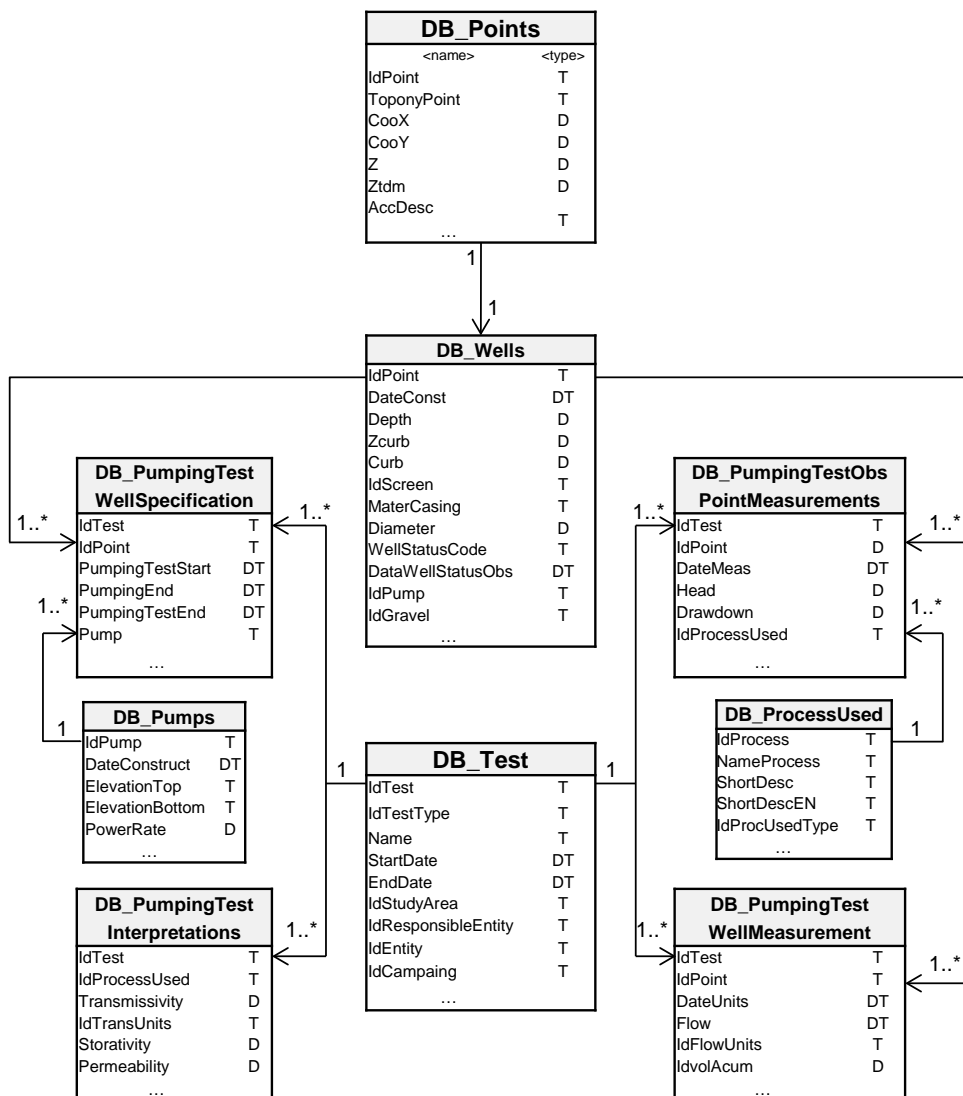 DB_Points
<name> <type>
IdPoint T
ToponyPoint T
CooX D
CooY D
Z D
Ztdm D
AccDesc T
...
1
1
DB_Wells
IdPoint T
DateConst DT
Depth D
Zcurb D
Curb D
IdScreen T
MaterCasing T
Diameter D
WellStatusCode T
DataWellStatusObs DT
IdPump T
IdGravel T
...
DB_PumpingTest
WellSpecification
IdTest T
IdPoint T
PumpingTestStart DT
PumpingEnd DT
PumpingTestEnd DT
Pump T
...
1..*
1..*
1..*
DB_PumpingTestObs
PointMeasurements
IdTest T
IdPoint D
DateMeas DT
Head D
Drawdown D
IdProcessUsed T
...
1..*
1..*
1..*
DB_Pumps
IdPump T
DateConstruct DT
ElevationTop T
ElevationBottom T
PowerRate D
...
1
DB_Test
IdTest T
IdTestType T
Name T
StartDate DT
EndDate DT
IdStudyArea T
IdResponsibleEntity T
IdEntity T
IdCampaing T
...
1
1
DB_ProcessUsed
IdProcess T
NameProcess T
ShortDesc T
ShortDescEN T
IdProcUsedType T
...
1
DB_PumpingTest
Interpretations
IdTest T
IdProcessUsed T
Transmissivity D
IdTransUnits T
Storativity D
Permeability D
...
1..*
DB_PumpingTest
WellMeasurement
IdTest T
IdPoint T
DateUnits DT
Flow DT
IdFlowUnits T
IdvolAcum D
...
1..*
1..*